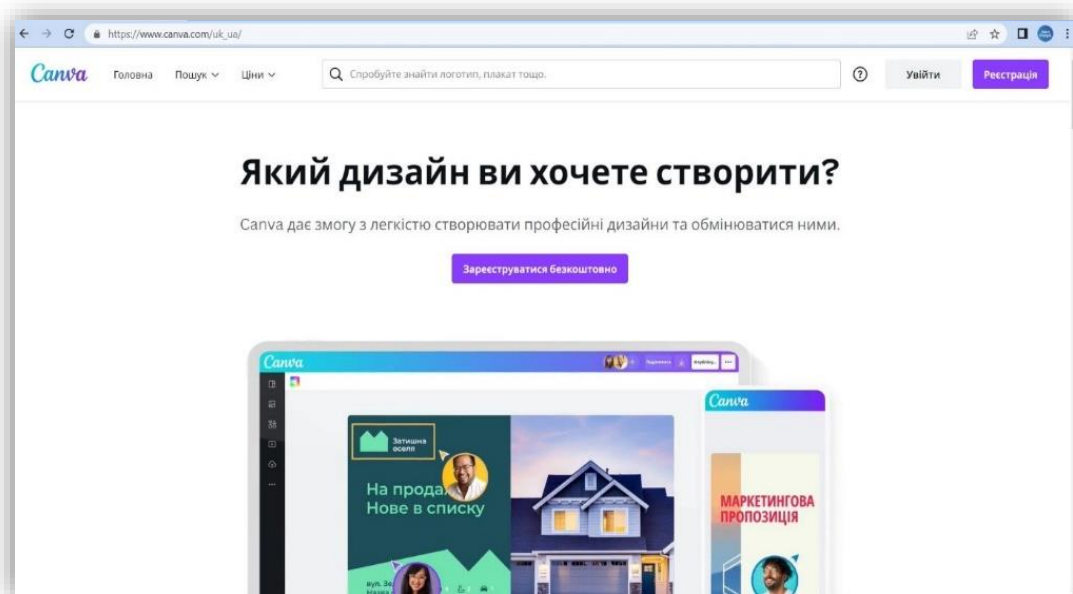 https://www.canva.com/uk_ua/
Canva Головна Пошук Ціни Спробуйте знайти логотип, плакат тощо. Увійти Реєстрація
Який дизайн ви хочете створити?
Canva дає змогу з легкістю створювати професійні дизайни та обмінюватися ними.
Зареєструватися безкоштовно
Canva
Canva
Затишна
оселя
На прода
Нове в списку
МАРКЕТИНГОВА
ПРОПОЗИЦІЯ